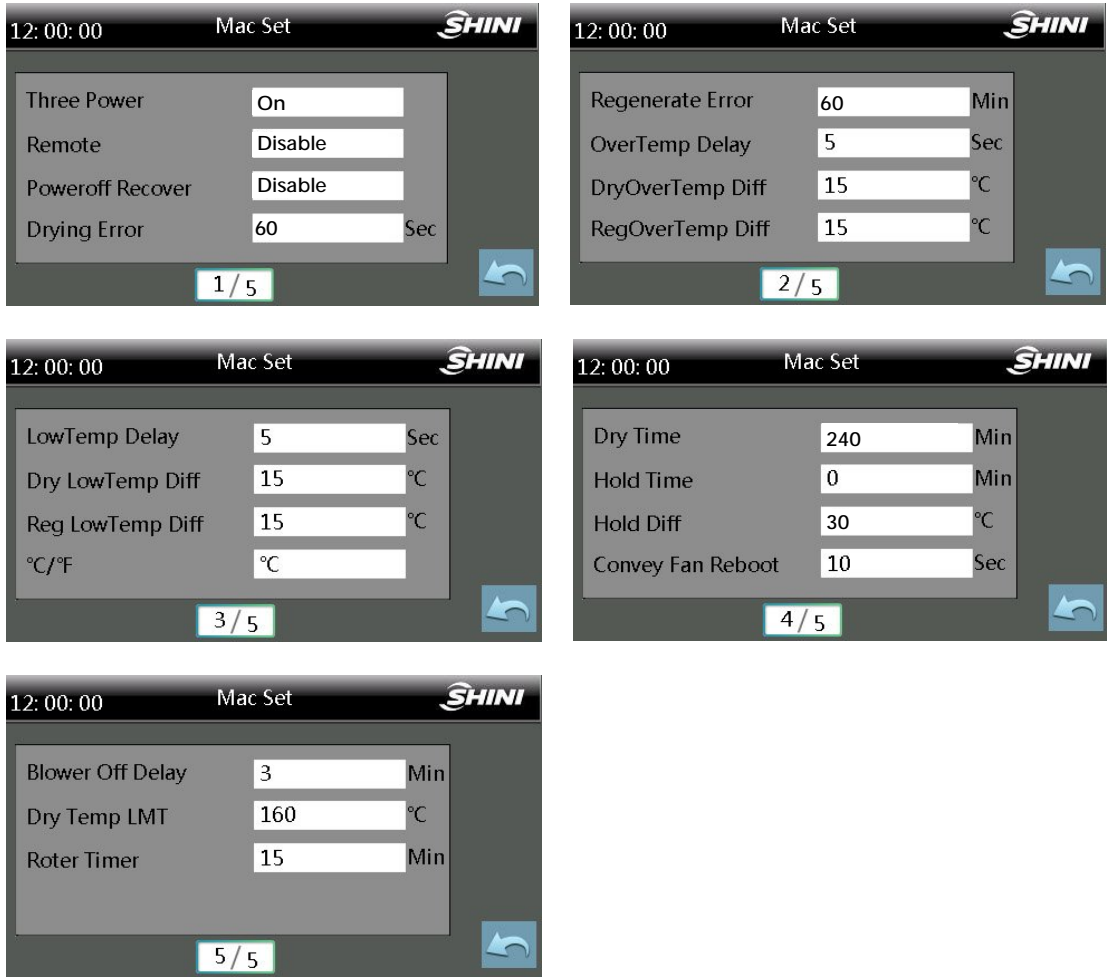 12: 00: 00 Mac Set SHINI
Three Power On
Remote Disable
Poweroff Recover Disable
Drying Error 60 Sec
1 / 5
12: 00: 00 Mac Set SHINI
Regenerate Error 60 Min
OverTemp Delay 5 Sec
DryOverTemp Diff 15 °C
RegOverTemp Diff 15 °C
2 / 5
12: 00: 00 Mac Set SHINI
LowTemp Delay 5 Sec
Dry LowTemp Diff 15 °C
Reg LowTemp Diff 15 °C
°C/°F °C
3 / 5
12: 00: 00 Mac Set SHINI
Dry Time 240 Min
Hold Time 0 Min
Hold Diff 30 °C
Convey Fan Reboot 10 Sec
4 / 5
12: 00: 00 Mac Set SHINI
Blower Off Delay 3 Min
Dry Temp LMT 160 °C
Roter Timer 15 Min
5 / 5